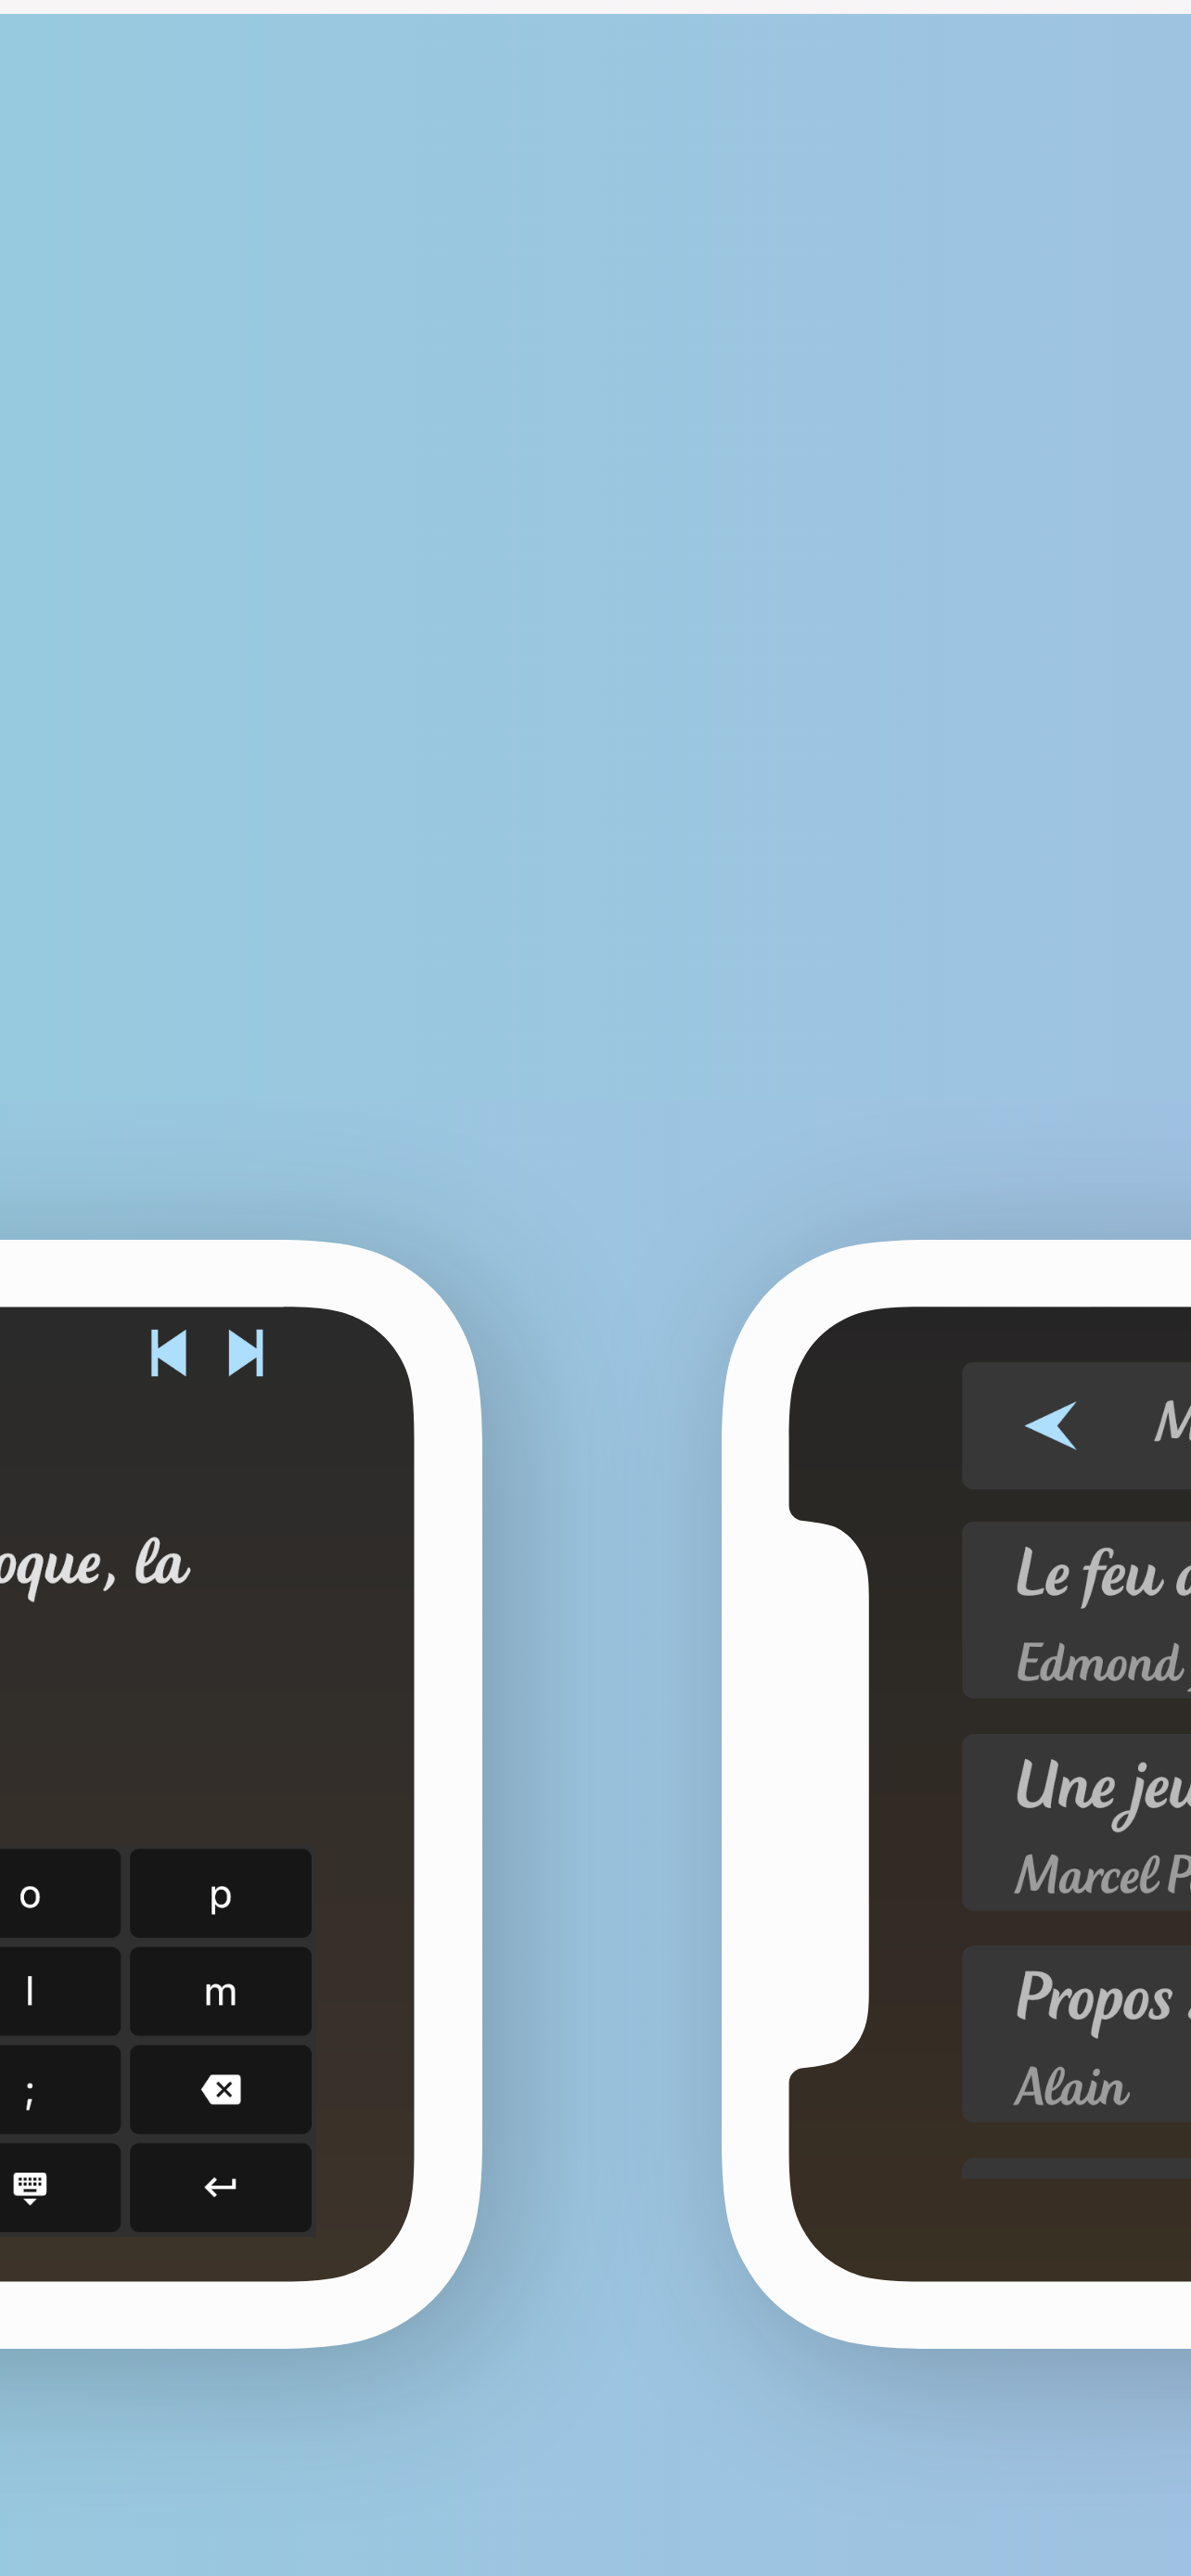 oque, la
o p
l m
;
M
Le feu
Edmond
Une jeu
Marcel P
Propos
Alain